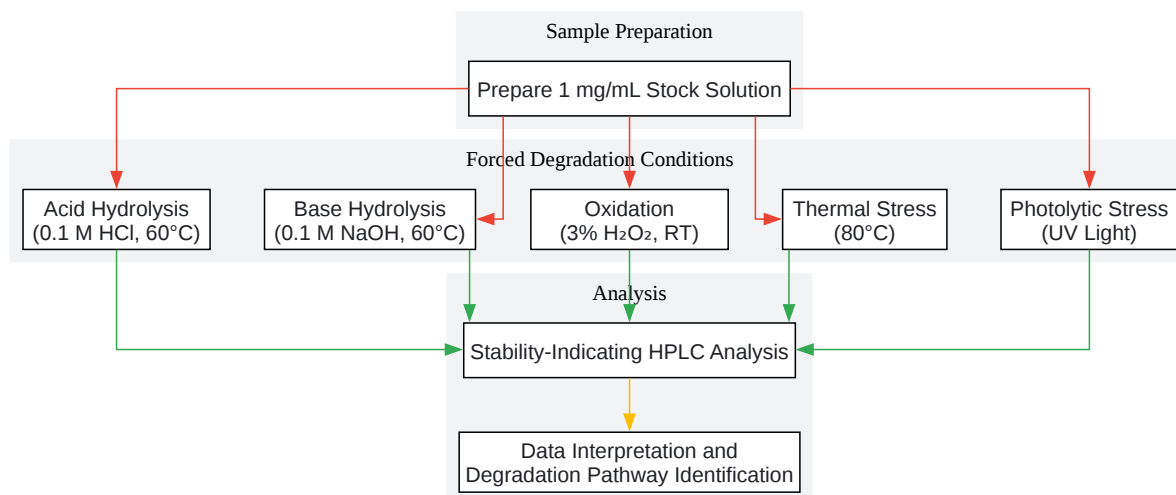 Sample Preparation
Prepare 1 mg/mL Stock Solution
Forced Degradation Conditions
Acid Hydrolysis
(0.1 M HCl, 60°C)
Base Hydrolysis
(0.1 M NaOH, 60°C)
Oxidation
(3% H₂O₂, RT)
Thermal Stress
(80°C)
Photolytic Stress
(UV Light)
Analysis
Stability-Indicating HPLC Analysis
Data Interpretation and
Degradation Pathway Identification